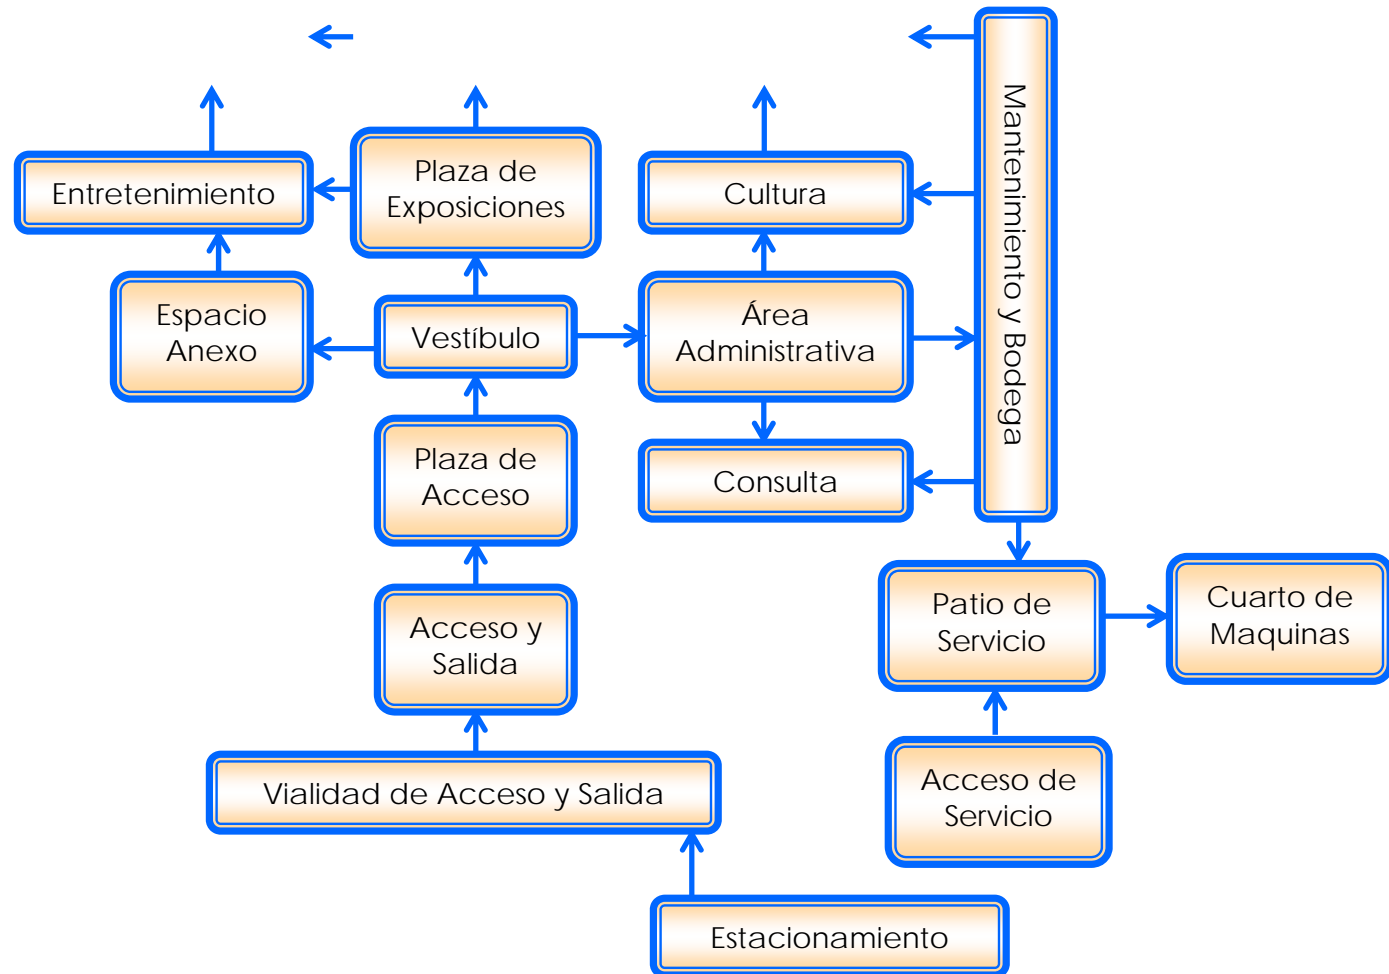 Entretenimiento
Plaza de
Exposiciones
Cultura
Mantenimiento y Bodega
Espacio
Anexo
Vestíbulo
Área
Administrativa
Plaza de
Acceso
Consulta
Acceso y
Salida
Patio de
Servicio
Cuarto de
Maquinas
Vialidad de Acceso y Salida
Acceso de
Servicio
Estacionamiento